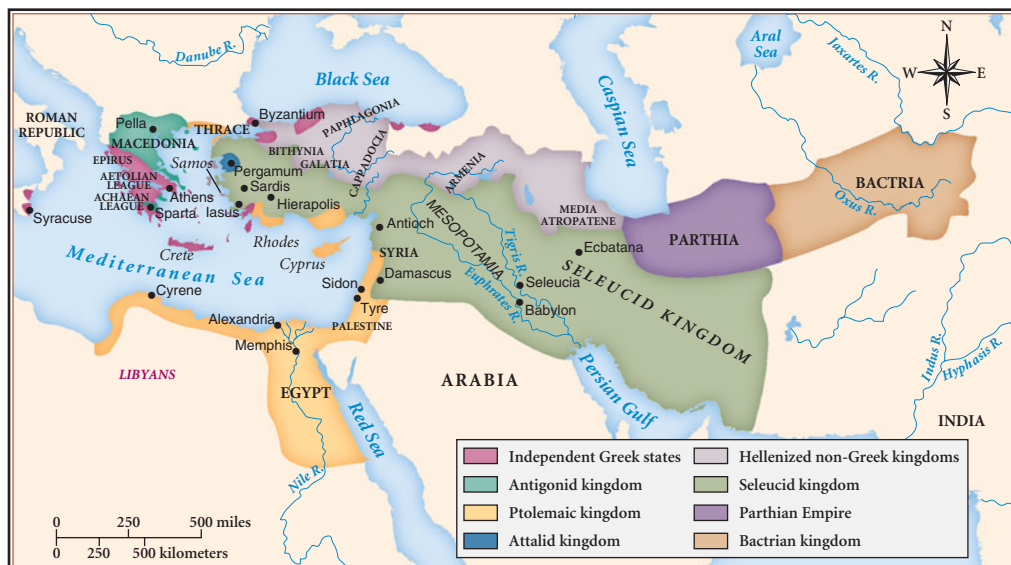 Danube R.
Black Sea
Aral
Sea
Jaxartes R.
N
W
E
S
Caspian Sea
ROMAN
REPUBLIC
Pella
MACEDONIA
THRACE
Byzantium
PAPHLAGONIA
BITHYNIA
GALATIA
CAPPADOCIA
ARMENIA
EPIRUS
AETOLIAN
LEAGUE
ACHAEAN
LEAGUE
Samos
Pergamum
Sardis
Athens
Sparta
Iasus
Hierapolis
Syracuse
MEDIA
ATROPATENE
PARTHIA
BACTRIA
Oxus R.
Antioch
MESOPOTAMIA
Tigris R.
Ecbatana
Rhodes
Crete
Cyprus
SYRIA
Damascus
Mediterranean Sea
Cyrene
Sidon
Tyre
Euphrates R.
Seleucia
Babylon
SELEUCID KINGDOM
Alexandria
PALESTINE
Memphis
LIBYANS
EGYPT
ARABIA
Persian Gulf
Red Sea
Nile R.
Indus R.
Hyphasis R.
INDIA
Independent Greek states
Antigonid kingdom
Ptolemaic kingdom
Attalid kingdom
Hellenized non-Greek kingdoms
Seleucid kingdom
Parthian Empire
Bactrian kingdom
0 250 500 miles
0 250 500 kilometers